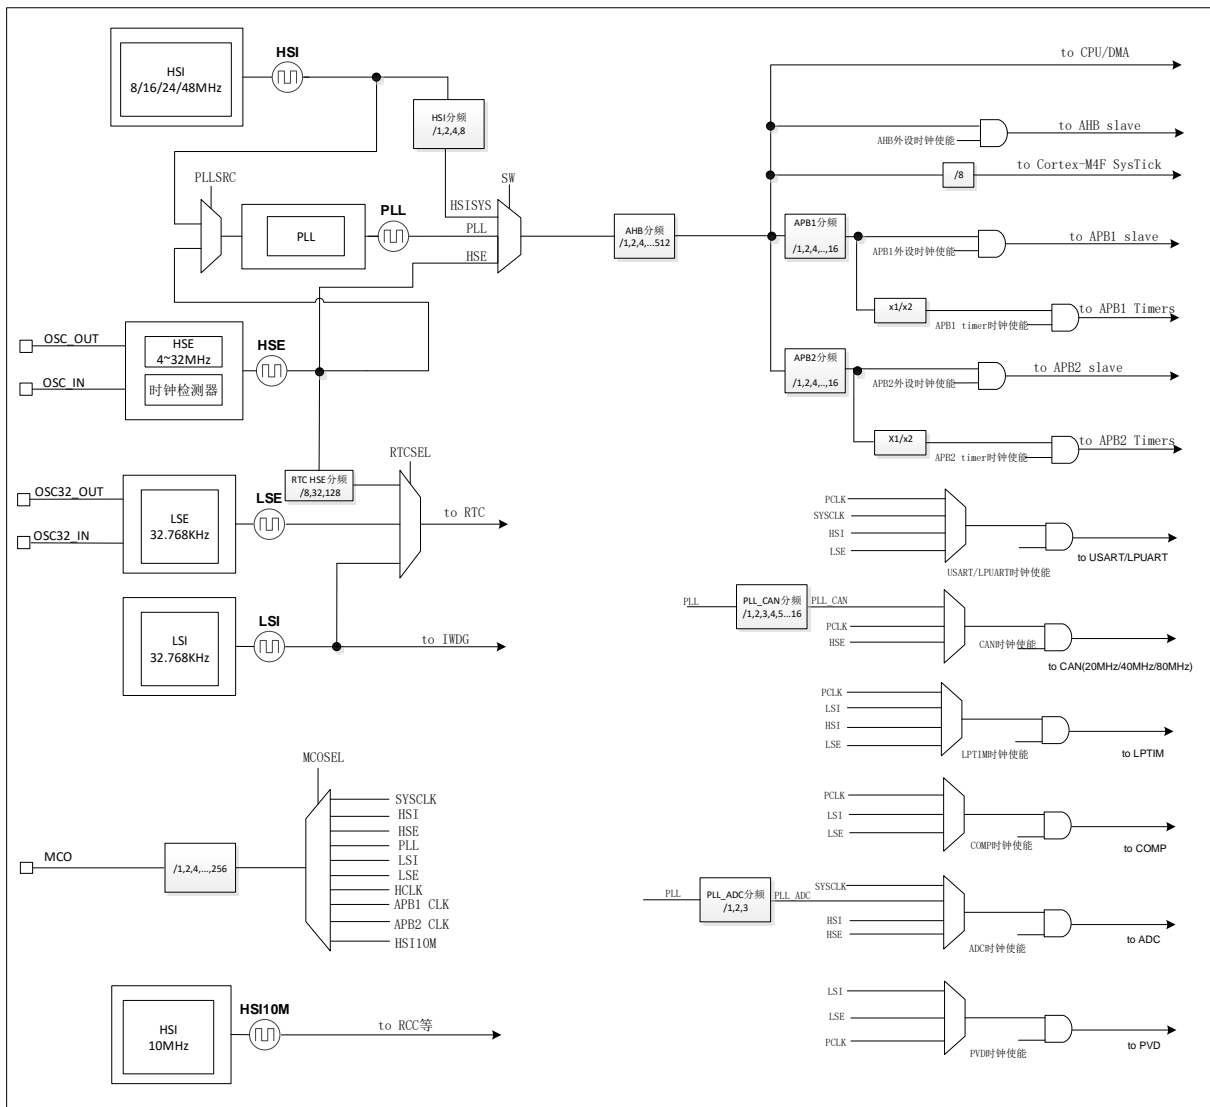 HSI
HSI
8/16/24/48MHz
HSI分频
/1,2,4,8
PLLSRC
PLL
PLL
SW
HSISYS
PLL
HSE
AHB分频
/1,2,4,...512
to CPU/DMA
AHB外设时钟使能
to AHB slave
/8
to Cortex-M4F SysTick
APB1分频
/1,2,4,..,16
APB1外设时钟使能
to APB1 slave
x1/x2
APB1 timer时钟使能
to APB1 Timers
APB2分频
/1,2,4,..,16
APB2外设时钟使能
to APB2 slave
X1/x2
APB2 timer时钟使能
to APB2 Timers
OSC_OUT
OSC_IN
HSE
4~32MHz
时钟检测器
HSE
RTC HSE分频
/8,32,128
RTCSEL
to RTC
OSC32_OUT
OSC32_IN
LSE
32.768KHz
LSE
LSI
32.768KHz
LSI
to IWDG
PCLK
SYSCLK
HSI
LSE
USART/LPUART时钟使能
to USART/LPUART
PLL
PLL_CAN分频
/1,2,3,4,5...16
PLL_CAN
PCLK
HSE
CAN时钟使能
to CAN(20MHz/40MHz/80MHz)
PCLK
LSI
HSI
LSE
LPTIM时钟使能
to LPTIM
PCLK
LSI
LSE
COMP时钟使能
to COMP
PLL
PLL_ADC分频
/1,2,3
SYSCLK
PLL_ADC
HSI
HSE
ADC时钟使能
to ADC
LSI
LSE
PCLK
PVD时钟使能
to PVD
MCOSEL
MCO
/1,2,4,...,256
SYSCLK
HSI
HSE
PLL
LSI
LSE
HCLK
APB1 CLK
APB2 CLK
HSI10M
HSI
10MHz
HSI10M
to RCC等